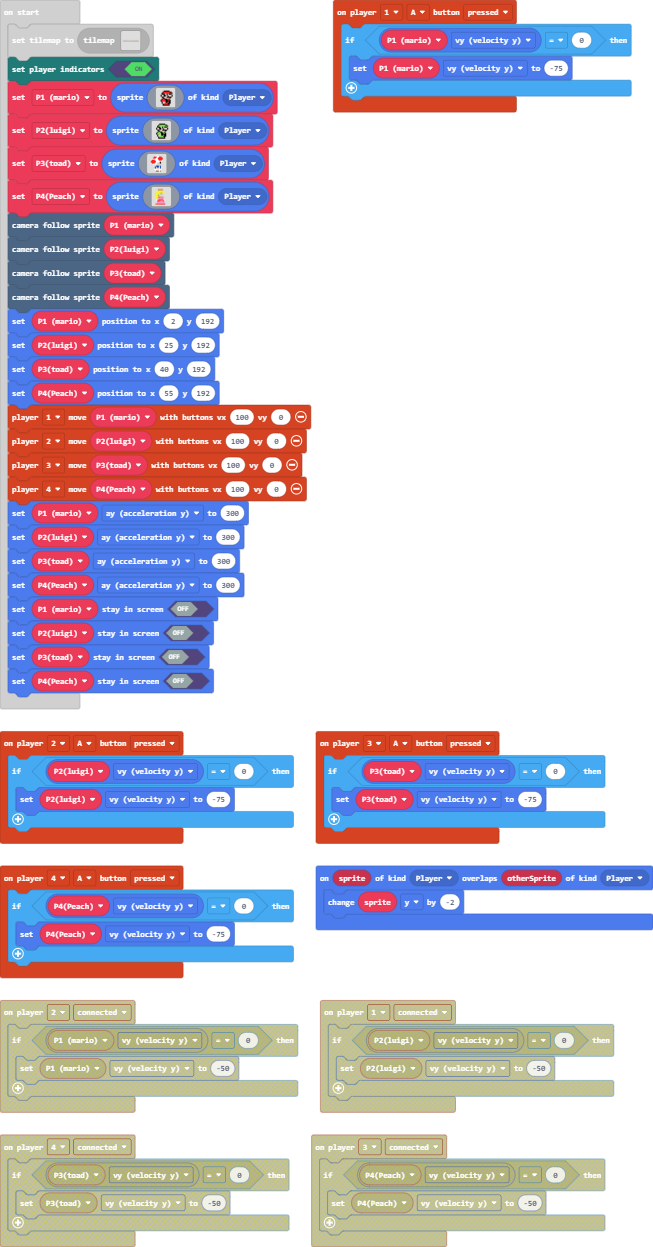 on start
set tilemap to tilemap
set player indicators ON
set P1 (mario) to sprite of kind Player
set P2(luigi) to sprite of kind Player
set P3(toad) to sprite of kind Player
set P4(Peach) to sprite of kind Player
camera follow sprite P1 (mario)
camera follow sprite P2(luigi)
camera follow sprite P3(toad)
camera follow sprite P4(Peach)
set P1 (mario) position to x 2 y 192
set P2(luigi) position to x 25 y 192
set P3(toad) position to x 40 y 192
set P4(Peach) position to x 55 y 192
player 1 move P1 (mario) with buttons vx 100 vy 0
player 2 move P2(luigi) with buttons vx 100 vy 0
player 3 move P3(toad) with buttons vx 100 vy 0
player 4 move P4(Peach) with buttons vx 100 vy 0
set P1 (mario) ay (acceleration y) to 300
set P2(luigi) ay (acceleration y) to 300
set P3(toad) ay (acceleration y) to 300
set P4(Peach) ay (acceleration y) to 300
set P1 (mario) stay in screen OFF
set P2(luigi) stay in screen OFF
set P3(toad) stay in screen OFF
set P4(Peach) stay in screen OFF
on player 1 A button pressed
if P1 (mario) vy (velocity y) = 0 then
set P1 (mario) vy (velocity y) to -75
on player 2 A button pressed
if P2(luigi) vy (velocity y) = 0 then
set P2(luigi) vy (velocity y) to -75
on player 3 A button pressed
if P3(toad) vy (velocity y) = 0 then
set P3(toad) vy (velocity y) to -75
on player 4 A button pressed
if P4(Peach) vy (velocity y) = 0 then
set P4(Peach) vy (velocity y) to -75
on sprite of kind Player overlaps otherSprite of kind Player
change sprite y by -2
on player 2 connected
if P1 (mario) vy (velocity y) = 0 then
set P1 (mario) vy (velocity y) to -50
on player 1 connected
if P2(luigi) vy (velocity y) = 0 then
set P2(luigi) vy (velocity y) to -50
on player 4 connected
if P3(toad) vy (velocity y) = 0 then
set P3(toad) vy (velocity y) to -50
on player 3 connected
if P4(Peach) vy (velocity y) = 0 then
set P4(Peach) vy (velocity y) to -50